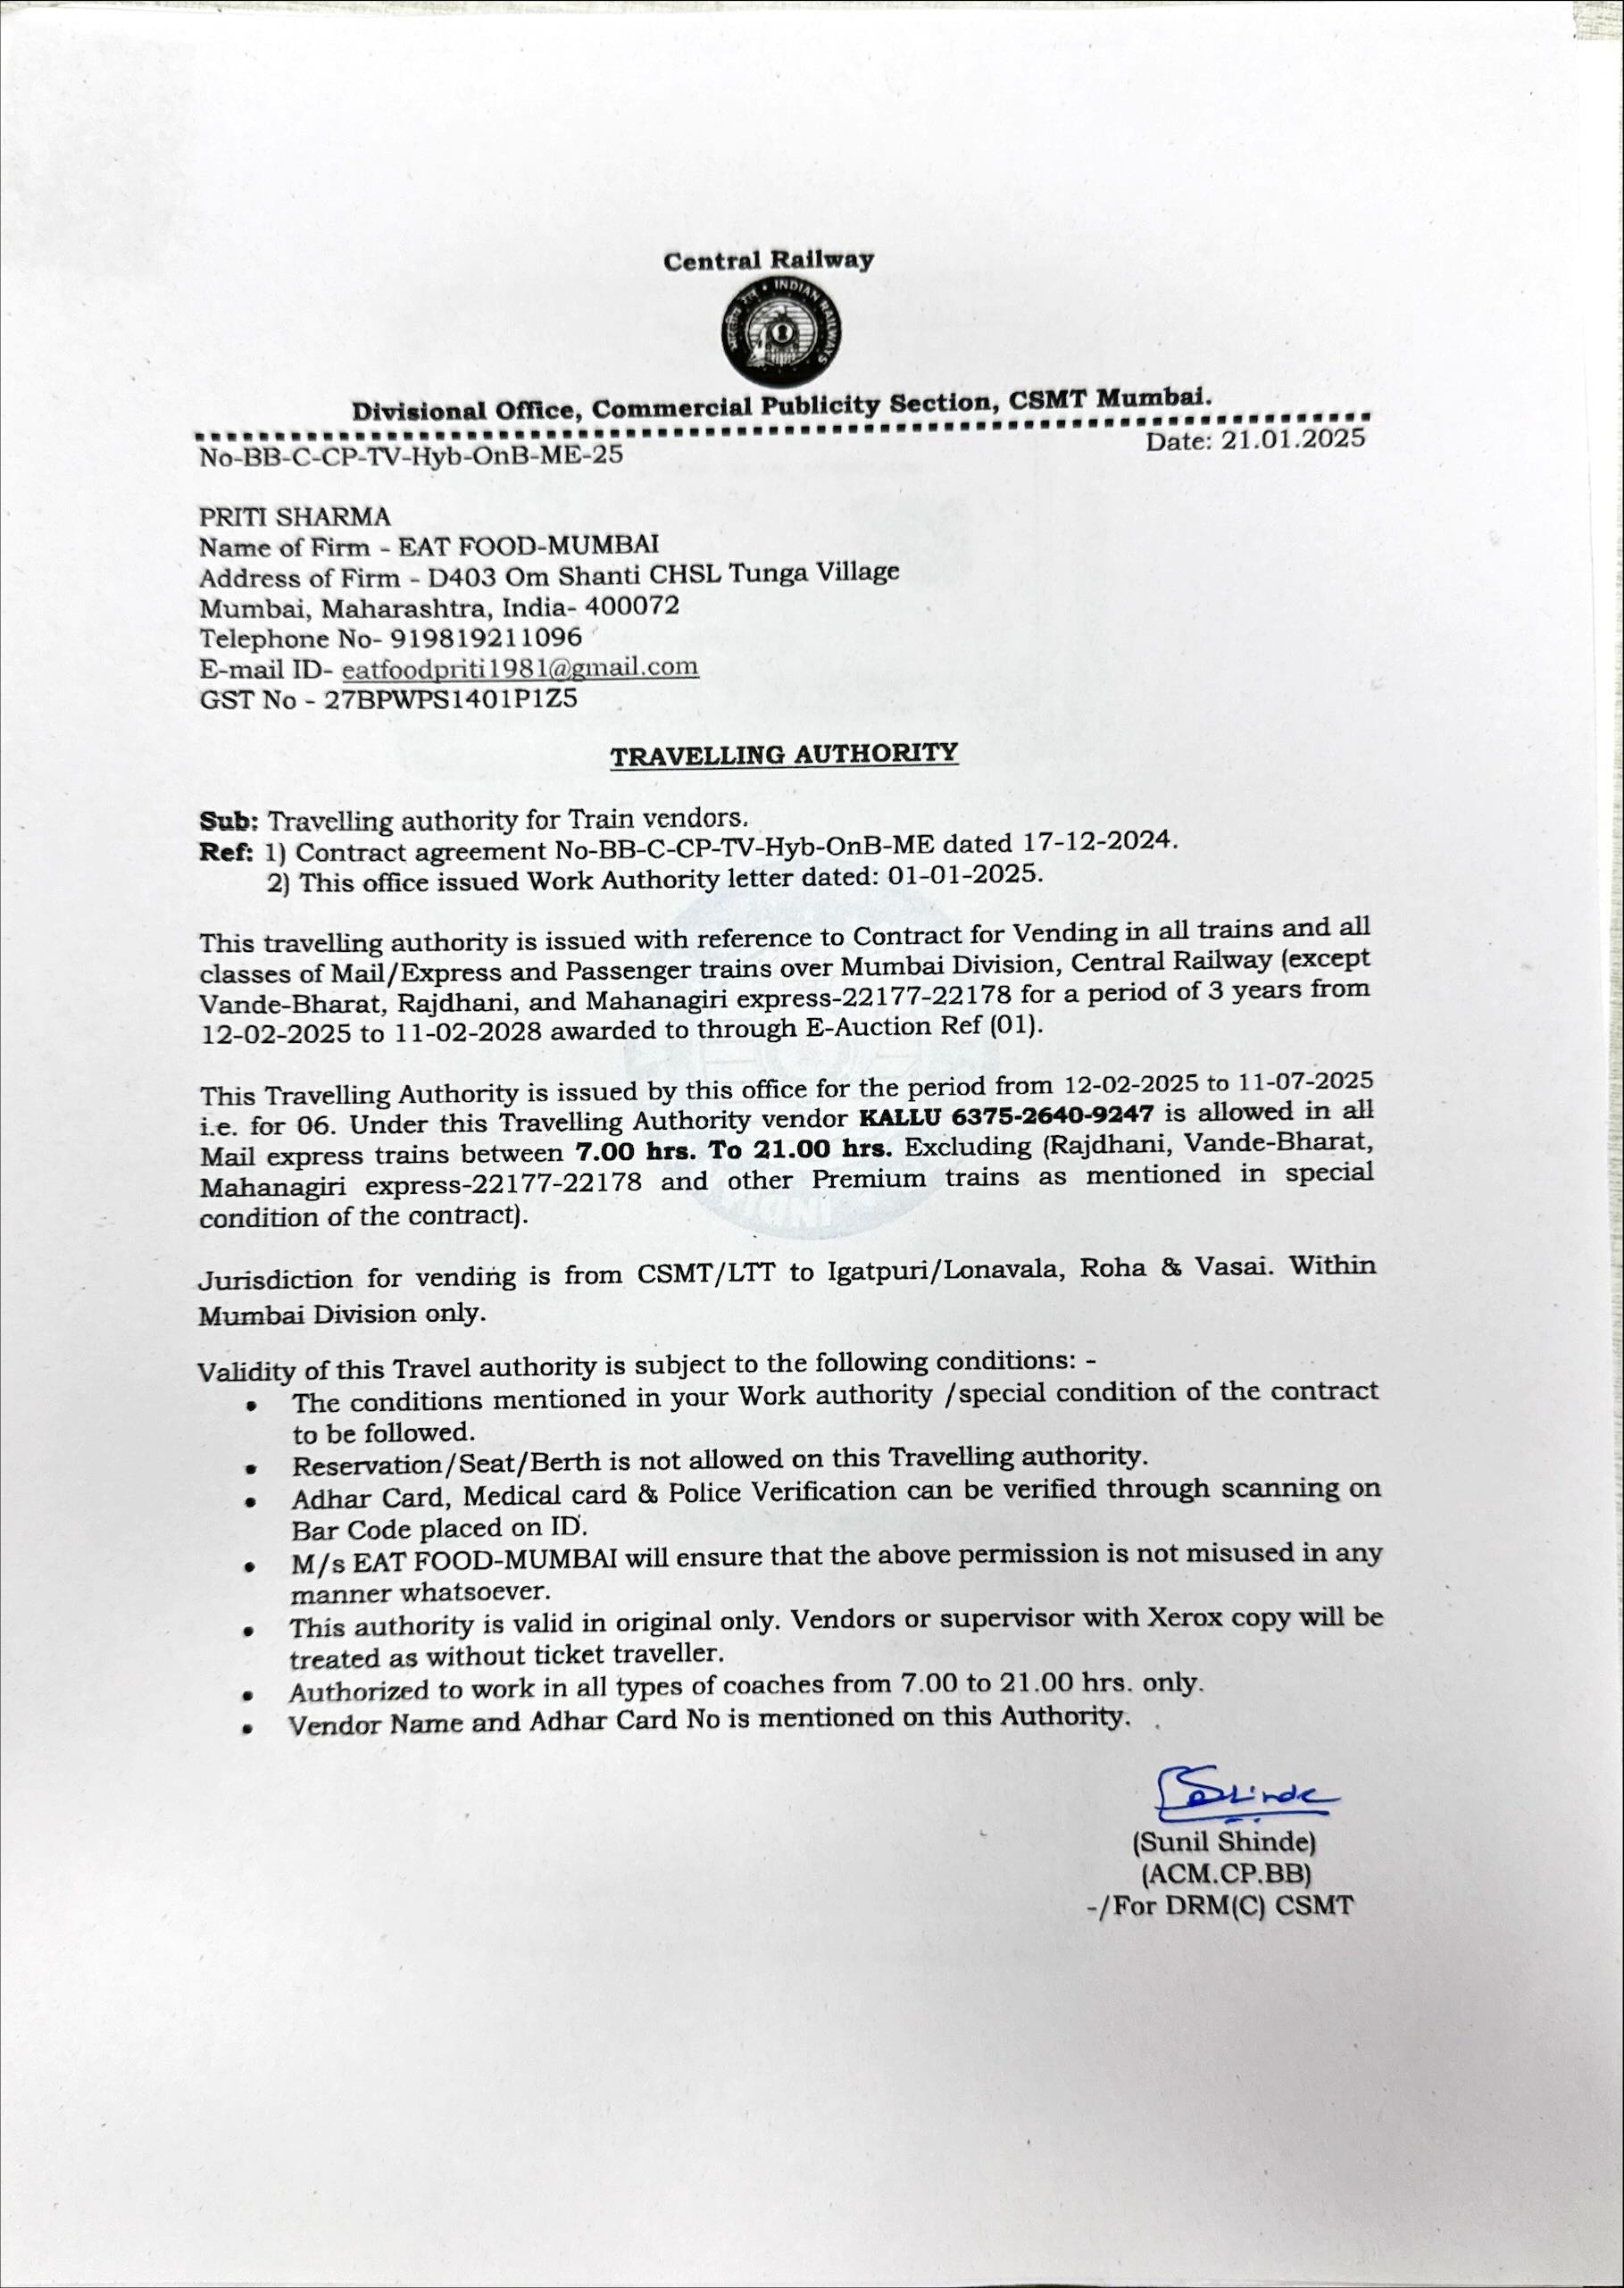 Central Railway
भारतीय रेल • INDIAN RAILWAYS
Divisional Office, Commercial Publicity Section, CSMT Mumbai.
No-BB-C-CP-TV-Hyb-OnB-ME-25
Date: 21.01.2025
PRITI SHARMA
Name of Firm - EAT FOOD-MUMBAI
Address of Firm - D403 Om Shanti CHSL Tunga Village
Mumbai, Maharashtra, India- 400072
Telephone No- 919819211096
E-mail ID- eatfoodpriti1981@gmail.com
GST No - 27BPWPS1401P1Z5
TRAVELLING AUTHORITY
Sub: Travelling authority for Train vendors.
Ref: 1) Contract agreement No-BB-C-CP-TV-Hyb-OnB-ME dated 17-12-2024.
2) This office issued Work Authority letter dated: 01-01-2025.
This travelling authority is issued with reference to Contract for Vending in all trains and all
classes of Mail/Express and Passenger trains over Mumbai Division, Central Railway (except
Vande-Bharat, Rajdhani, and Mahanagiri express-22177-22178 for a period of 3 years from
12-02-2025 to 11-02-2028 awarded to through E-Auction Ref (01).
This Travelling Authority is issued by this office for the period from 12-02-2025 to 11-07-2025
i.e. for 06. Under this Travelling Authority vendor KALLU 6375-2640-9247 is allowed in all
Mail express trains between 7.00 hrs. To 21.00 hrs. Excluding (Rajdhani, Vande-Bharat,
Mahanagiri express-22177-22178 and other Premium trains as mentioned in special
condition of the contract).
Jurisdiction for vending is from CSMT/LTT to Igatpuri/Lonavala, Roha & Vasai. Within
Mumbai Division only.
Validity of this Travel authority is subject to the following conditions: -
• The conditions mentioned in your Work authority /special condition of the contract
to be followed.
• Reservation/Seat/Berth is not allowed on this Travelling authority.
• Adhar Card, Medical card & Police Verification can be verified through scanning on
Bar Code placed on ID.
• M/s EAT FOOD-MUMBAI will ensure that the above permission is not misused in any
manner whatsoever.
• This authority is valid in original only. Vendors or supervisor with Xerox copy will be
treated as without ticket traveller.
• Authorized to work in all types of coaches from 7.00 to 21.00 hrs. only.
• Vendor Name and Adhar Card No is mentioned on this Authority.
Shinde
(Sunil Shinde)
(ACM.CP.BB)
-/For DRM(C) CSMT